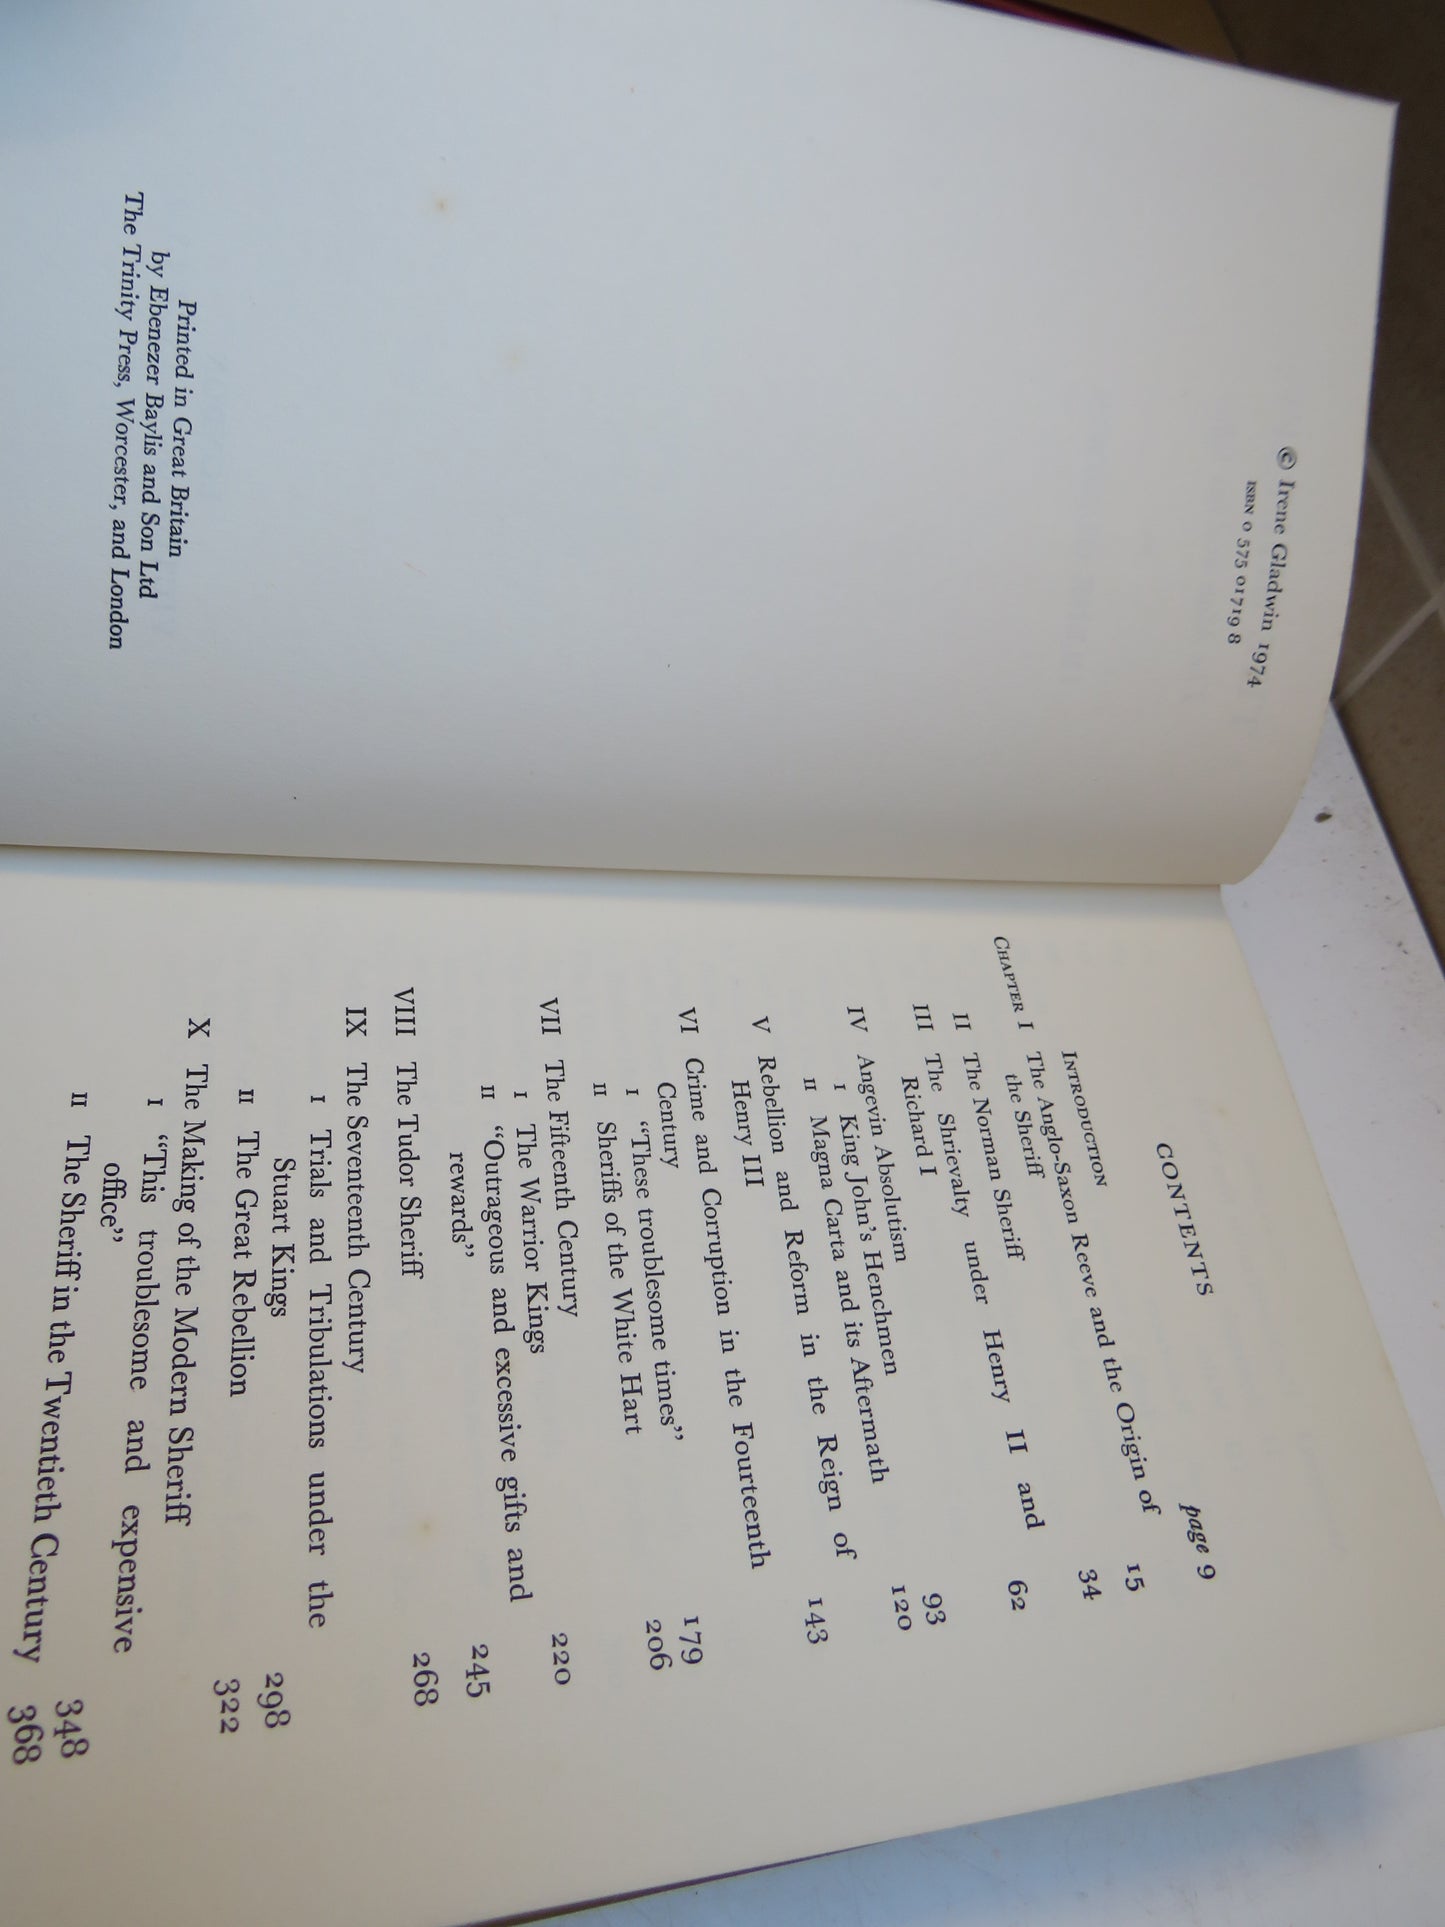 © Irene Gladwin 1974
ISBN 0 575 01719 8
Printed in Great Britain
by Ebenezer Baylis and Son Ltd
The Trinity Press, Worcester, and London
CONTENTS
INTRODUCTION page 9
CHAPTER I The Anglo-Saxon Reeve and the Origin of
the Sheriff 15
II The Norman Sheriff 34
III The Shrievalty under Henry II and
Richard I 62
IV Angevin Absolutism
I King John's Henchmen 93
II Magna Carta and its Aftermath 120
V Rebellion and Reform in the Reign of
Henry III 143
VI Crime and Corruption in the Fourteenth
Century
I “These troublesome times” 179
II Sheriffs of the White Hart 206
VII The Fifteenth Century
I The Warrior Kings 220
II “Outrageous and excessive gifts and
rewards” 245
VIII The Tudor Sheriff 268
IX The Seventeenth Century
I Trials and Tribulations under the
Stuart Kings 298
II The Great Rebellion 322
X The Making of the Modern Sheriff
I “This troublesome and expensive
office” 348
II The Sheriff in the Twentieth Century 368